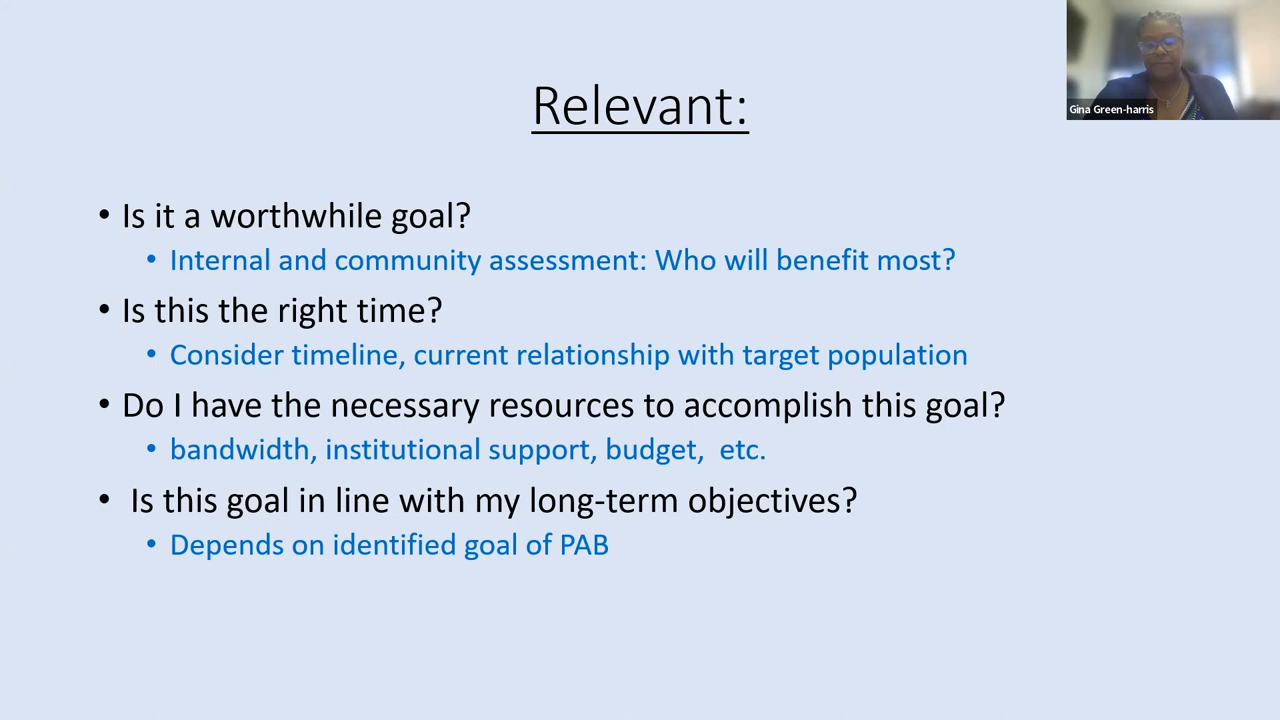 Gina Green-harris
Relevant:
• Is it a worthwhile goal?
• Internal and community assessment: Who will benefit most?
• Is this the right time?
• Consider timeline, current relationship with target population
• Do I have the necessary resources to accomplish this goal?
• bandwidth, institutional support, budget,  etc.
•  Is this goal in line with my long-term objectives?
• Depends on identified goal of PAB